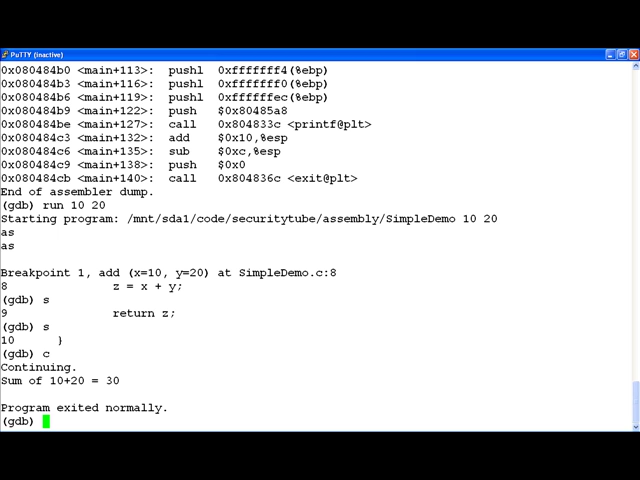 PuTTY (inactive)
0x080484b0 <main+113>: pushl 0xfffffff4(%ebp)
0x080484b3 <main+116>: pushl 0xfffffff0(%ebp)
0x080484b6 <main+119>: pushl 0xffffffec(%ebp)
0x080484b9 <main+122>: push $0x80485a8
0x080484be <main+127>: call 0x804833c <printf@plt>
0x080484c3 <main+132>: add $0x10,%esp
0x080484c6 <main+135>: sub $0xc,%esp
0x080484c9 <main+138>: push $0x0
0x080484cb <main+140>: call 0x804836c <exit@plt>
End of assembler dump.
(gdb) run 10 20
Starting program: /mnt/sda1/code/securitytube/assembly/SimpleDemo 10 20
as
as
Breakpoint 1, add (x=10, y=20) at SimpleDemo.c:8
8 z = x + y;
(gdb) s
9 return z;
(gdb) s
10 }
(gdb) c
Continuing.
Sum of 10+20 = 30
Program exited normally.
(gdb)